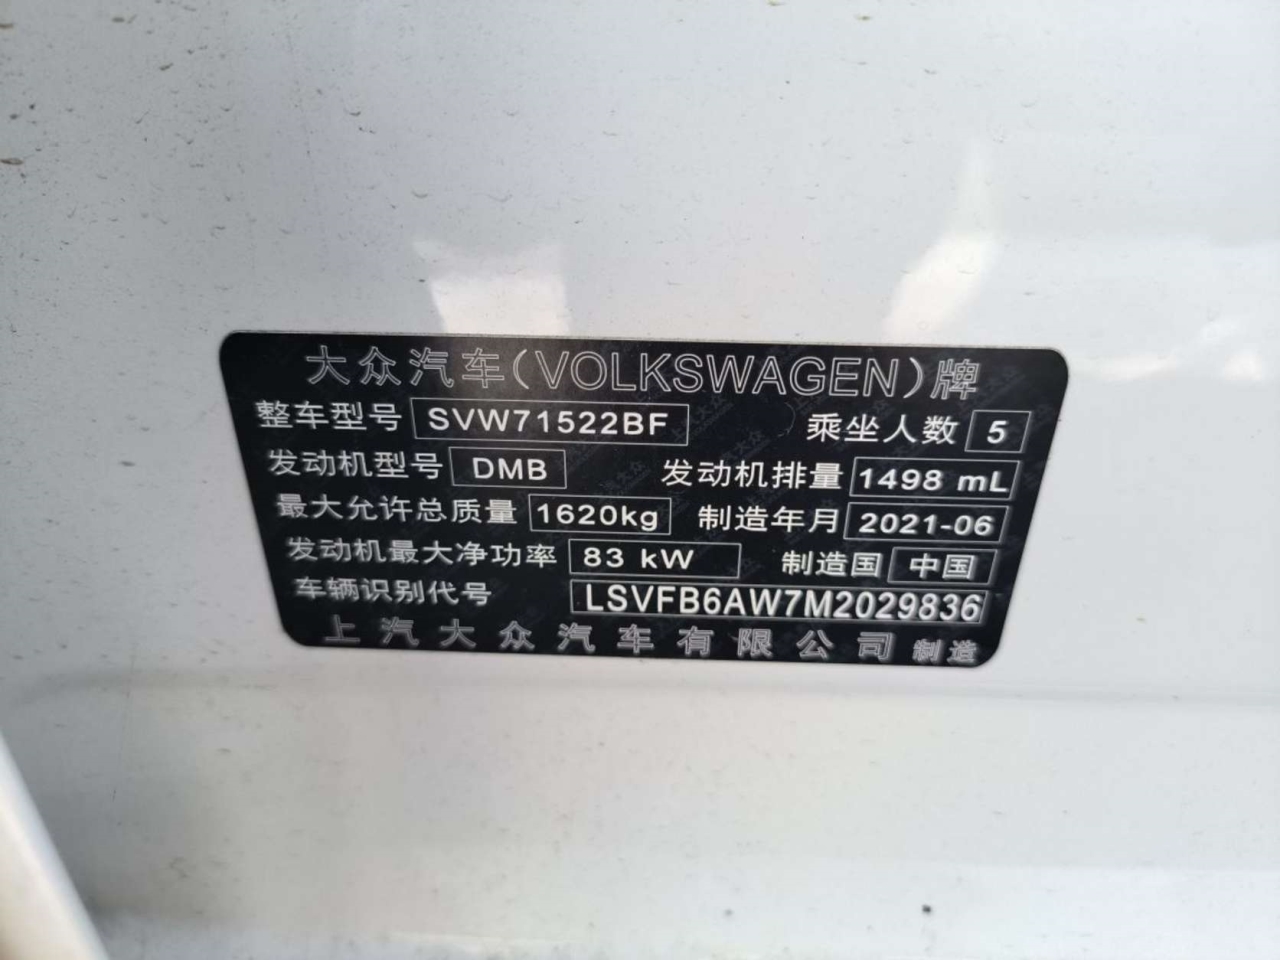 大众汽车(VOLKSWAGEN)牌
整车型号 SVW71522BF 乘坐人数 5
发动机型号 DMB 发动机排量 1498 mL
最大允许总质量 1620kg 制造年月 2021-06
发动机最大净功率 83 kW 制造国 中国
车辆识别代号 LSVFB6AW7M2029836
上汽大众汽车有限公司 制造